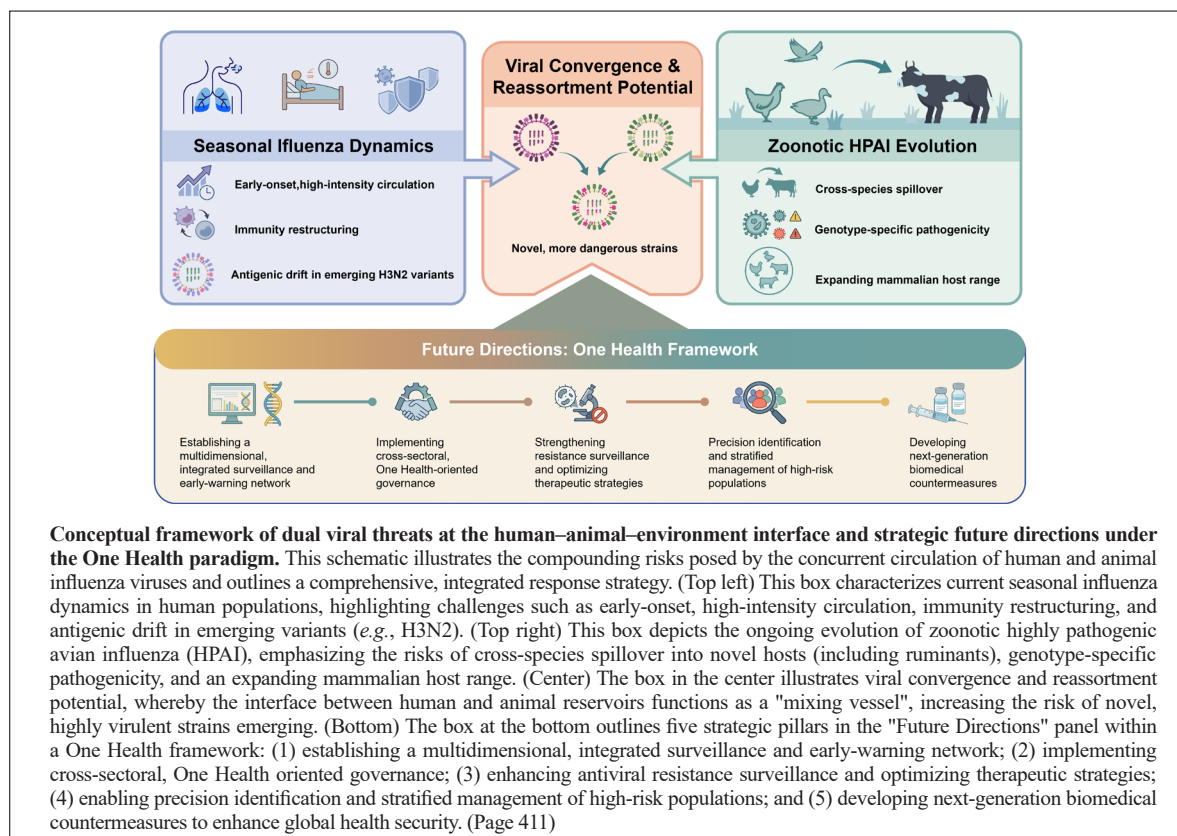 Viral Convergence &
Reassortment Potential
Seasonal Ifluenza Dynamics
Early-onset,high-intensity circulation
Immunity restructuring
Antigenic drift in emerging H3N2 variants
Novel, more dangerous strains
Zoonotic HPAI Evolution
Cross-species spillover
Genotype-specific pathogenicity
Expanding mammalian host range
Future Directions: One Health Framework
Establishing a
multidimensional,
integrated surveillance and
early-warning network
Implementing
cross-sectoral,
One Health-oriented
governance
Strengthening
resistance surveillance
and optimizing
therapeutic strategies
Precision identification
and stratified
management of high-risk
populations
Developing
next-generation
biomedical
countermeasures
Conceptual framework of dual viral threats at the human–animal–environment interface and strategic future directions under
the One Health paradigm. This schematic illustrates the compounding risks posed by the concurrent circulation of human and animal
influenza viruses and outlines a comprehensive, integrated response strategy. (Top left) This box characterizes current seasonal influenza
dynamics in human populations, highlighting challenges such as early-onset, high-intensity circulation, immunity restructuring, and
antigenic drift in emerging variants (e.g., H3N2). (Top right) This box depicts the ongoing evolution of zoonotic highly pathogenic
avian influenza (HPAI), emphasizing the risks of cross-species spillover into novel hosts (including ruminants), genotype-specific
pathogenicity, and an expanding mammalian host range. (Center) The box in the center illustrates viral convergence and reassortment
potential, whereby the interface between human and animal reservoirs functions as a "mixing vessel", increasing the risk of novel,
highly virulent strains emerging. (Bottom) The box at the bottom outlines five strategic pillars in the "Future Directions" panel within
a One Health framework: (1) establishing a multidimensional, integrated surveillance and early-warning network; (2) implementing
cross-sectoral, One Health oriented governance; (3) enhancing antiviral resistance surveillance and optimizing therapeutic strategies;
(4) enabling precision identification and stratified management of high-risk populations; and (5) developing next-generation biomedical
countermeasures to enhance global health security. (Page 411)